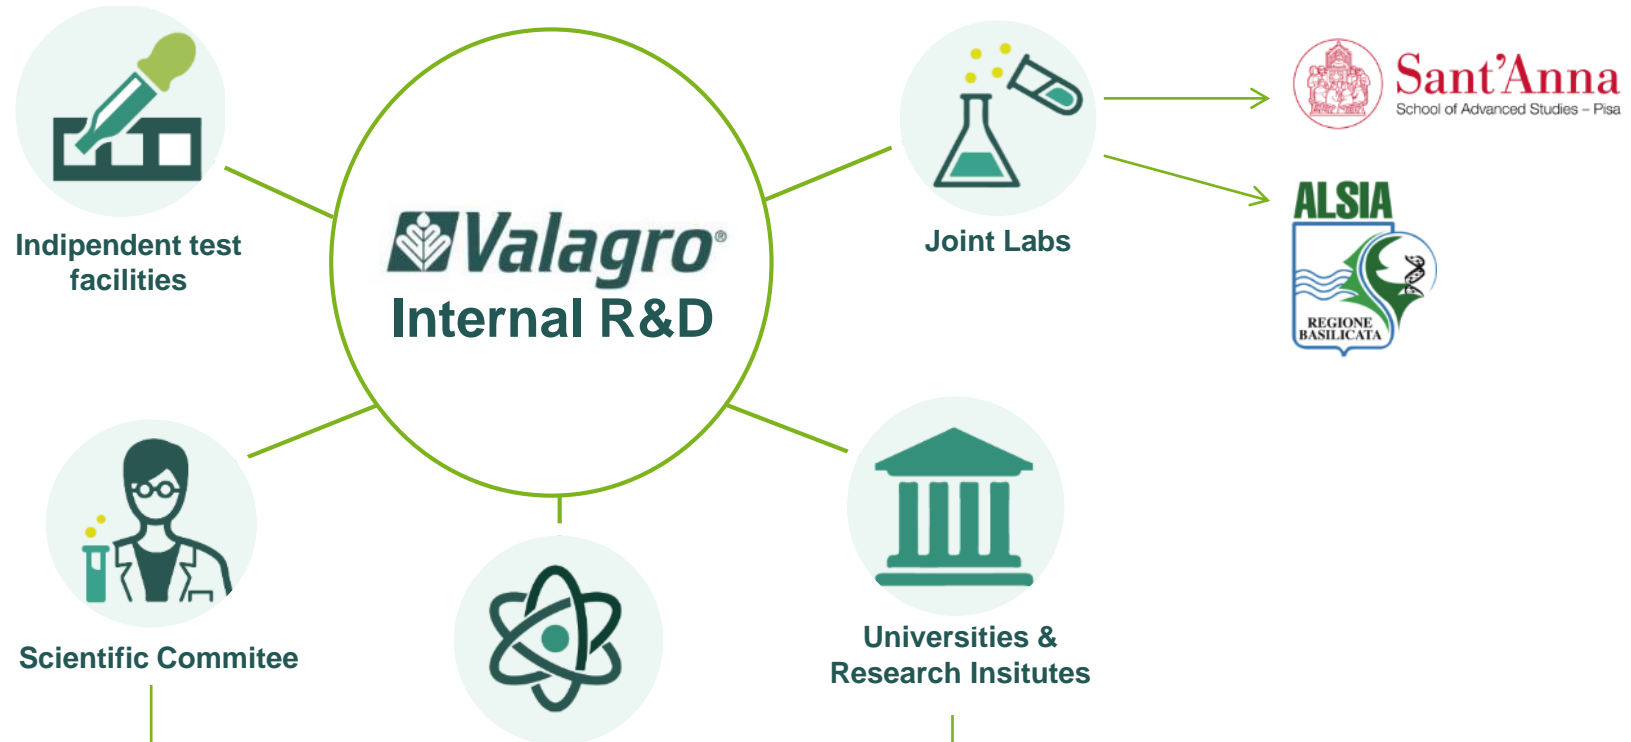 Indipendent test
facilities
Valagro®
Internal R&D
Joint Labs
Sant'Anna
School of Advanced Studies – Pisa
ALSIA
REGIONE
BASILICATA
Scientific Commitee
Universities &
Research Insitutes